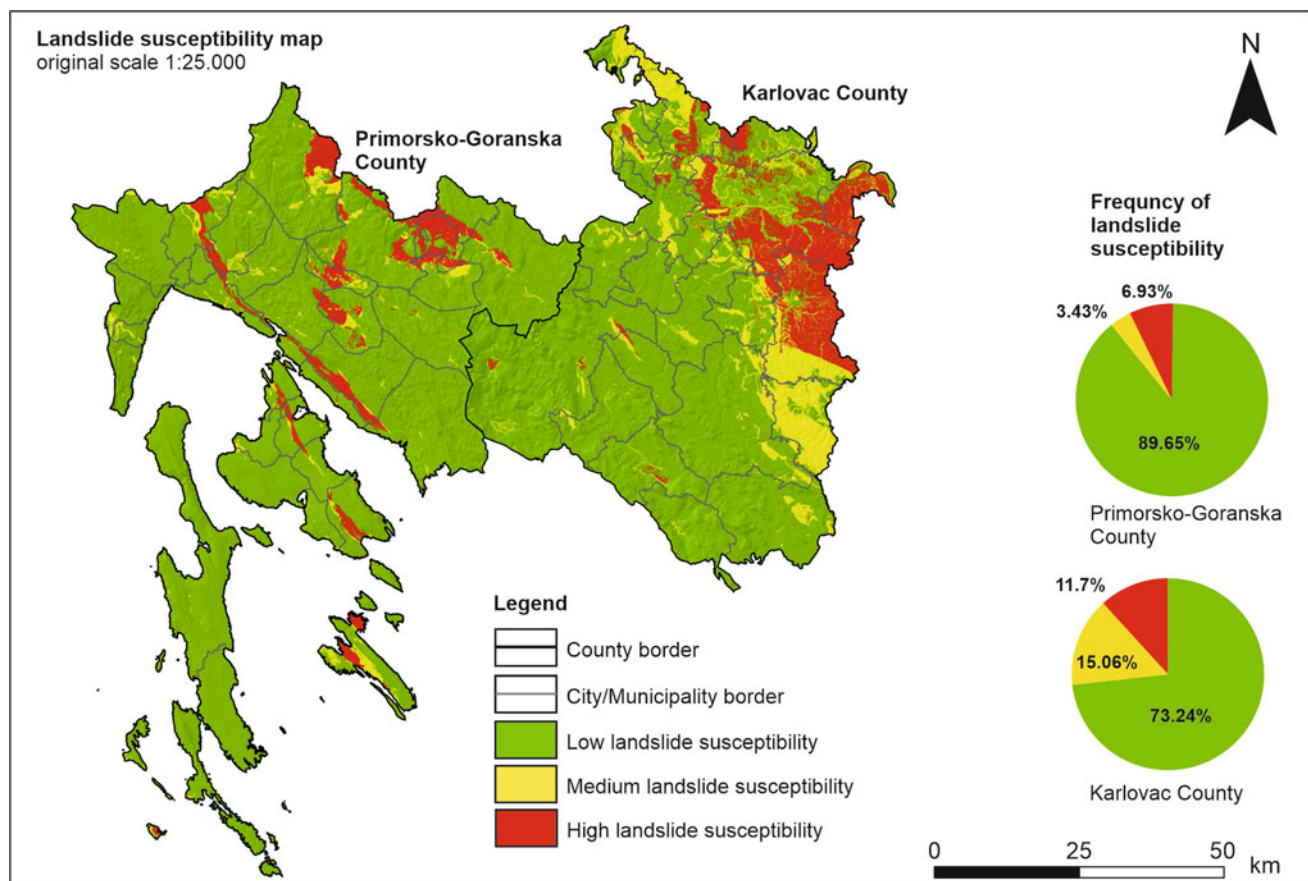 Landslide susceptibility map
original scale 1:25.000
Primorsko-Goranska
County
Karlovac County
N
Frequncy of
landslide
susceptibility
6.93%
3.43%
89.65%
Primorsko-Goranska
County
11.7%
15.06%
73.24%
Karlovac County
Legend
County border
City/Municipality border
Low landslide susceptibility
Medium landslide susceptibility
High landslide susceptibility
0 25 50 km